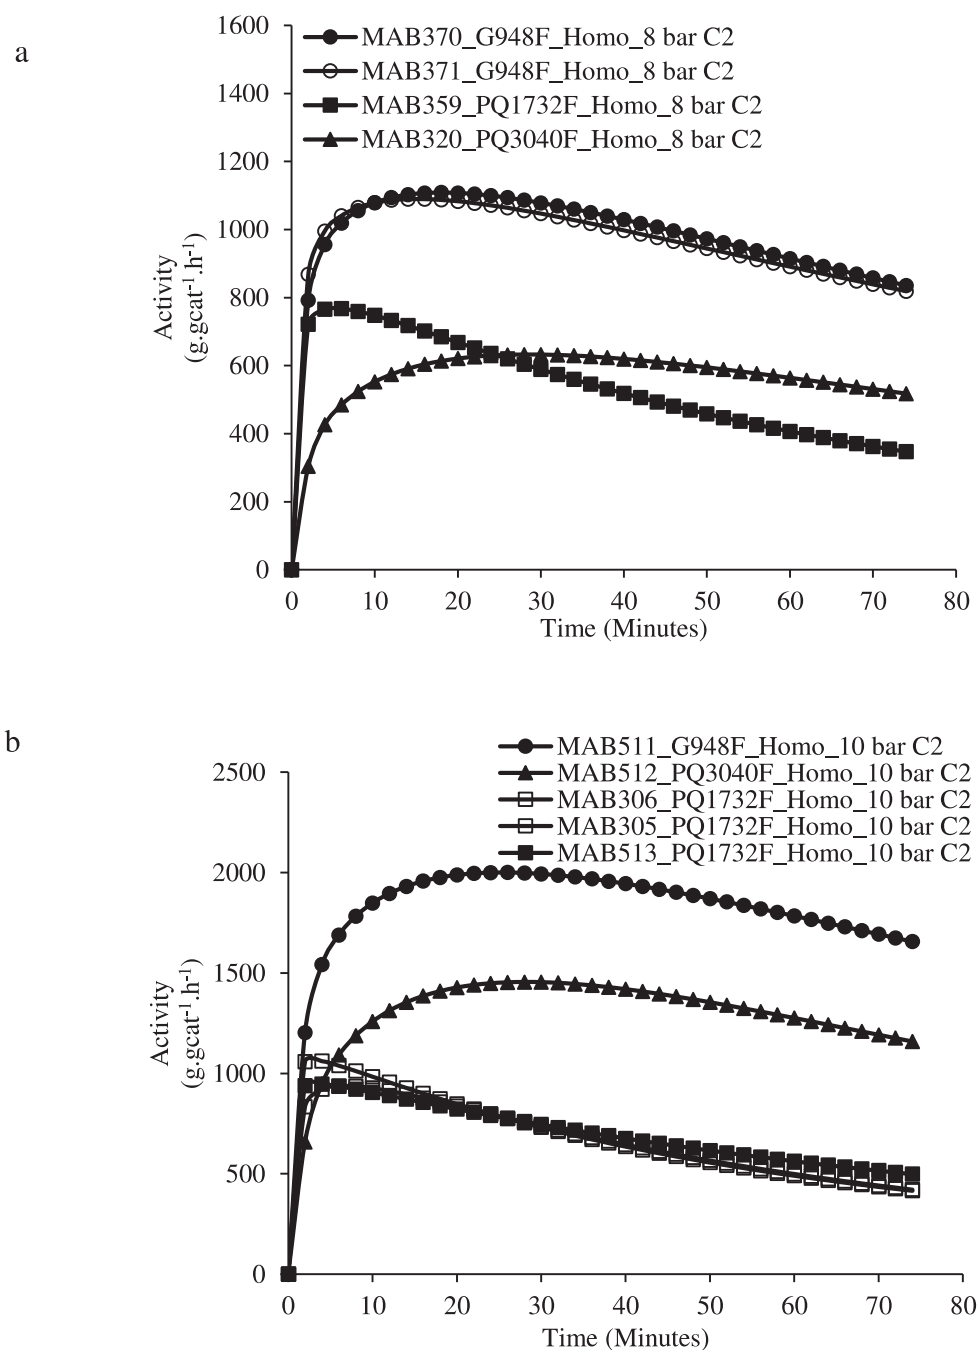 a
1600
1400
1200
1000
800
600
400
200
0
Activity
(g.gcat⁻¹.h⁻¹)
MAB370_G948F_Homo_8 bar C2
MAB371_G948F_Homo_8 bar C2
MAB359_PQ1732F_Homo_8 bar C2
MAB320_PQ3040F_Homo_8 bar C2
0 10 20 30 40 50 60 70 80
Time (Minutes)
b
MAB511_G948F_Homo_10 bar C2
MAB512_PQ3040F_Homo_10 bar C2
MAB306_PQ1732F_Homo_10 bar C2
MAB305_PQ1732F_Homo_10 bar C2
MAB513_PQ1732F_Homo_10 bar C2
2500
2000
1500
1000
500
0
Activity
(g.gcat⁻¹.h⁻¹)
0 10 20 30 40 50 60 70 80
Time (Minutes)